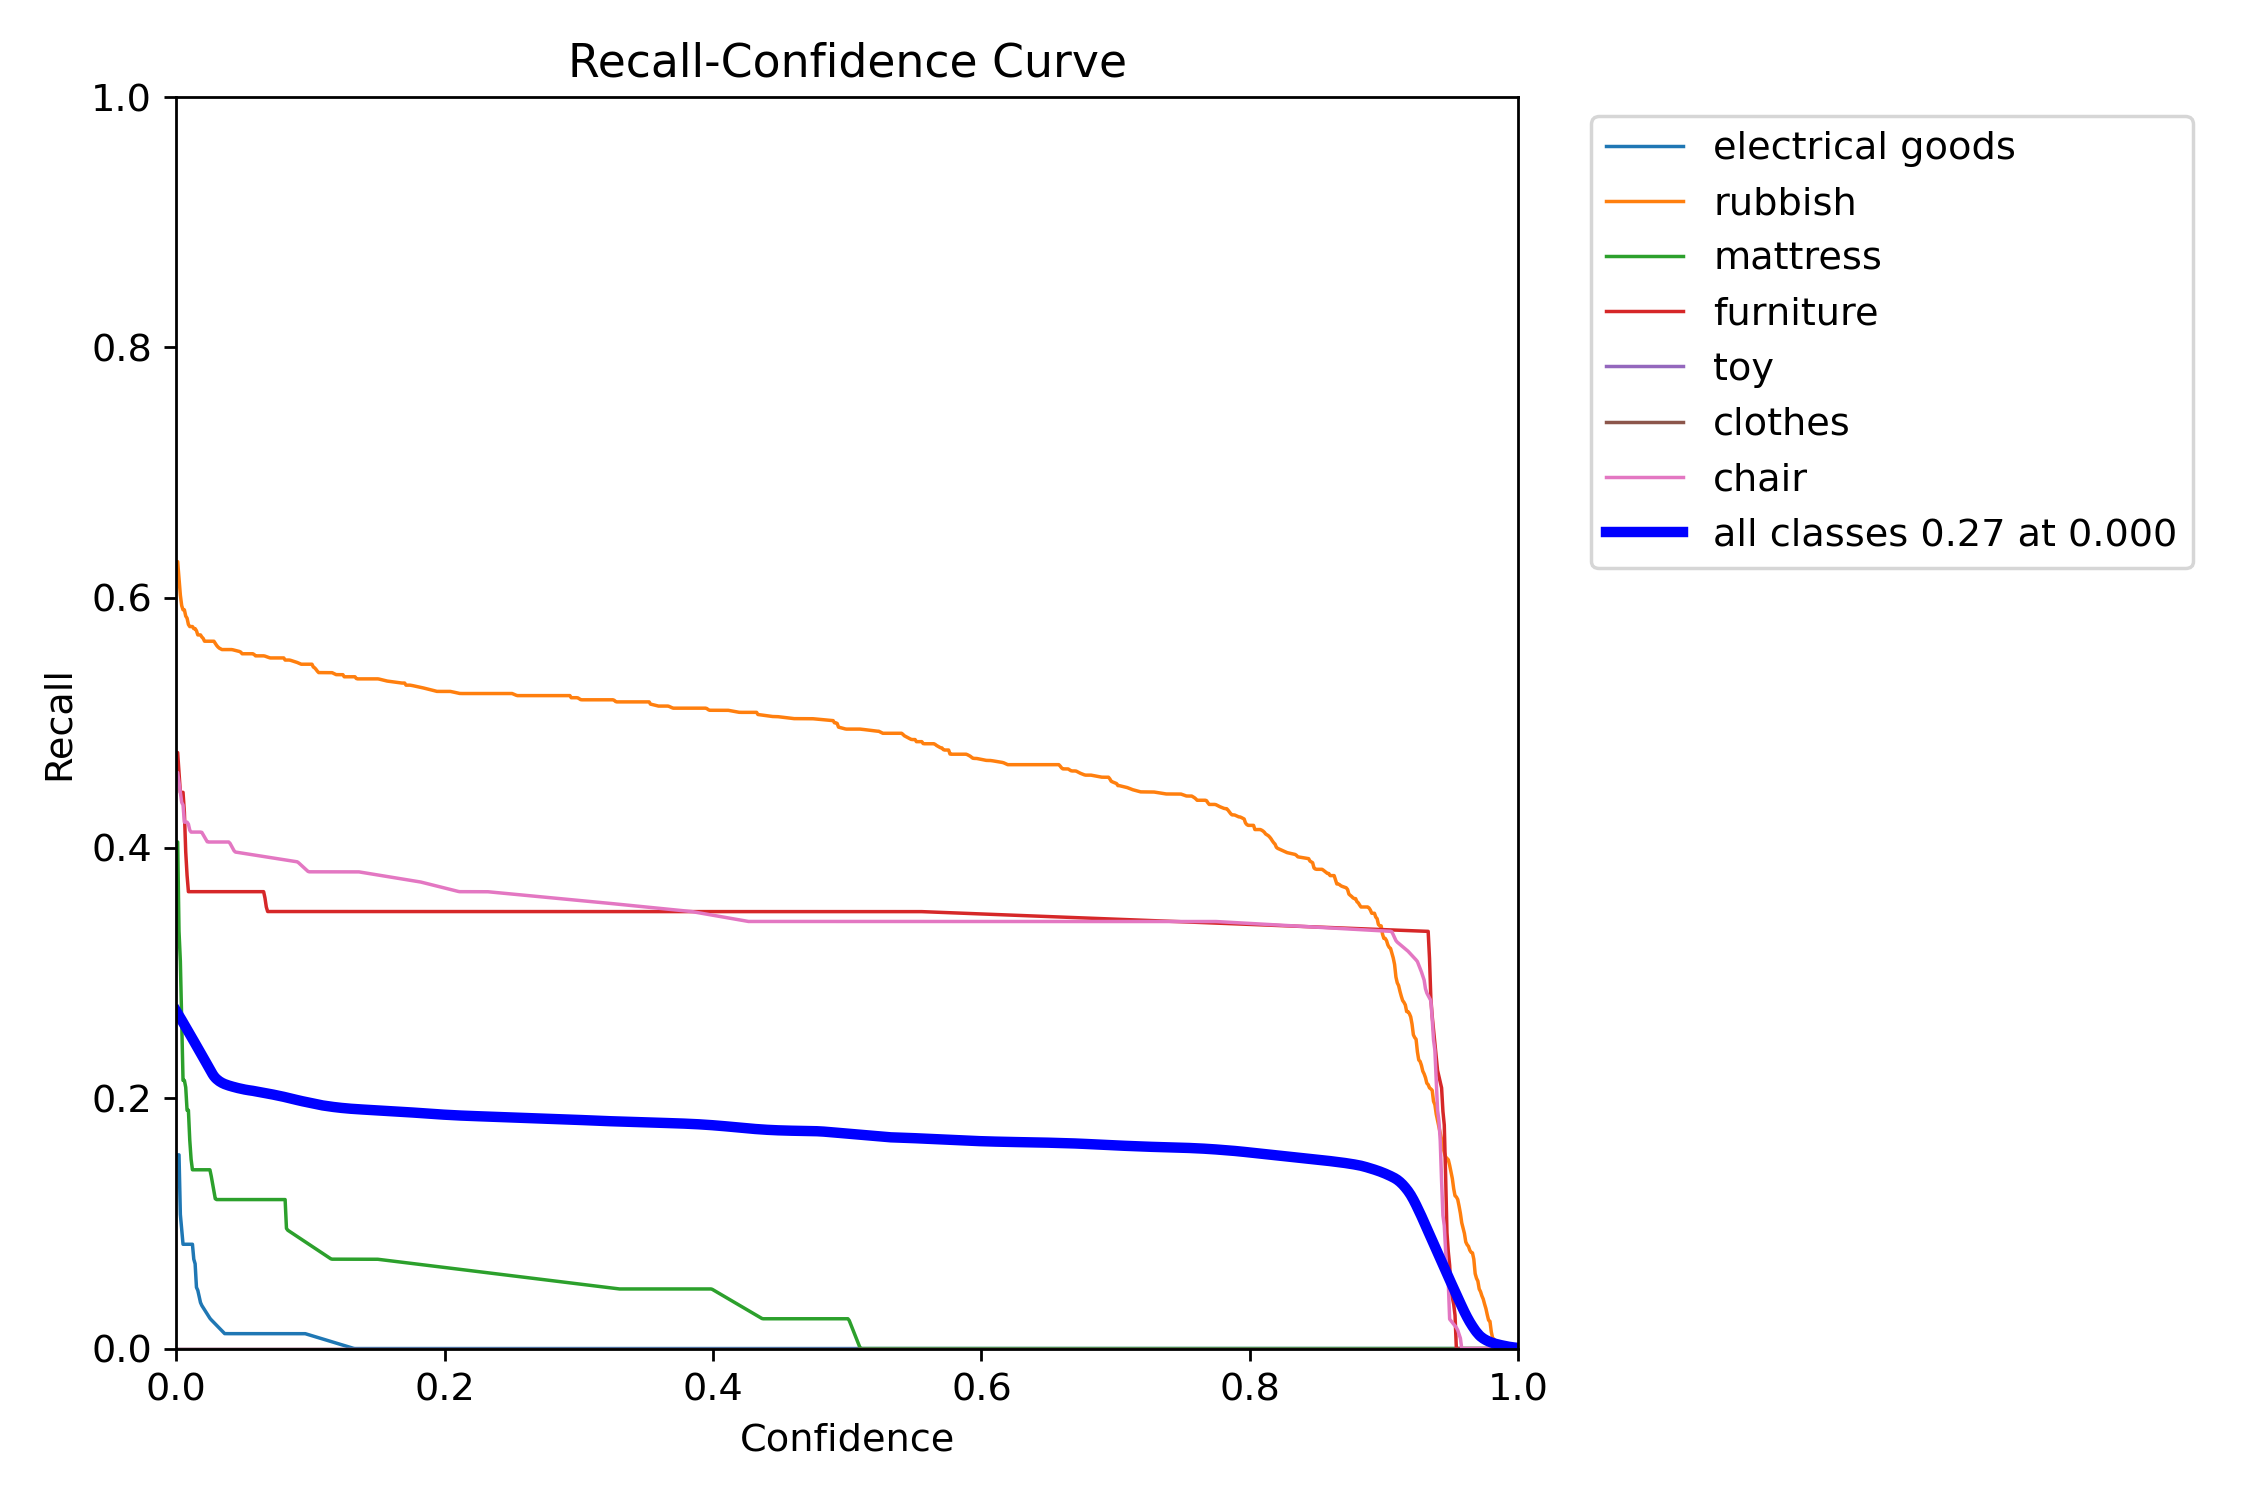 Recall-Confidence Curve
1.0
0.8
0.6
0.4
0.2
0.0
Recall
0.0 0.2 0.4 0.6 0.8 1.0
Confidence
electrical goods
rubbish
mattress
furniture
toy
clothes
chair
all classes 0.27 at 0.000